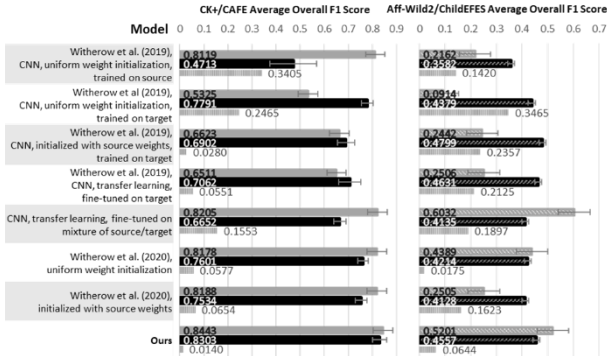 Model
CK+/CAFE Average Overall F1 Score
Aff-Wild2/ChildEFES Average Overall F1 Score
0 0.1 0.2 0.3 0.4 0.5 0.6 0.7 0.8 0.9
0 0.1 0.2 0.3 0.4 0.5 0.6 0.7
Witherow et al. (2019),
CNN, uniform weight initialization,
trained on source
0.8119
0.4713
0.3405
0.2162
0.3582
0.1420
Witherow et al (2019),
CNN, uniform weight initialization,
trained on target
0.5325
0.7791
0.2465
0.0914
0.4379
0.3465
Witherow et al. (2019),
CNN, initialized with source weights,
trained on target
0.6623
0.6902
0.0280
0.2442
0.4799
0.2357
Witherow et al. (2019),
CNN, transfer learning,
fine-tuned on target
0.6511
0.7062
0.0551
0.2506
0.4631
0.2125
CNN, transfer learning, fine-tuned on
mixture of source/target
0.8205
0.6652
0.1553
0.6032
0.4135
0.1897
Witherow et al. (2020),
uniform weight initialization
0.8178
0.7601
0.0577
0.4389
0.4214
0.0175
Witherow et al. (2020),
initialized with source weights
0.8188
0.7534
0.0654
0.2505
0.4128
0.1623
Ours
0.8443
0.8303
0.0140
0.5201
0.4557
0.0644